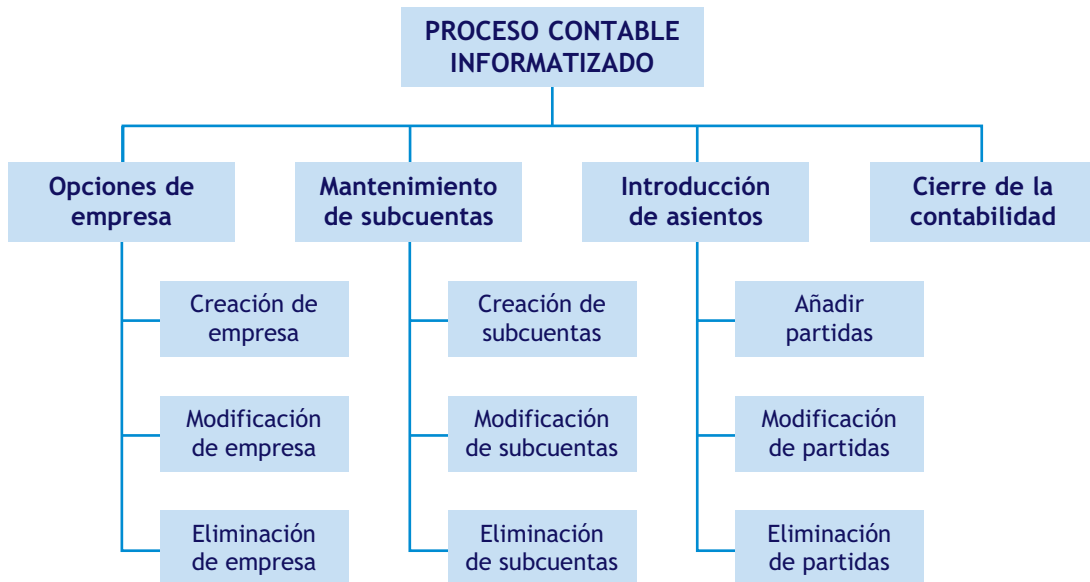 PROCESO CONTABLE
INFORMATIZADO
Opciones de
empresa
Mantenimiento
de subcuentas
Introducción
de asientos
Cierre de la
contabilidad
Creación de
empresa
Creación de
subcuentas
Añadir
partidas
Modificación
de empresa
Modificación
de subcuentas
Modificación
de partidas
Eliminación
de empresa
Eliminación
de subcuentas
Eliminación
de partidas